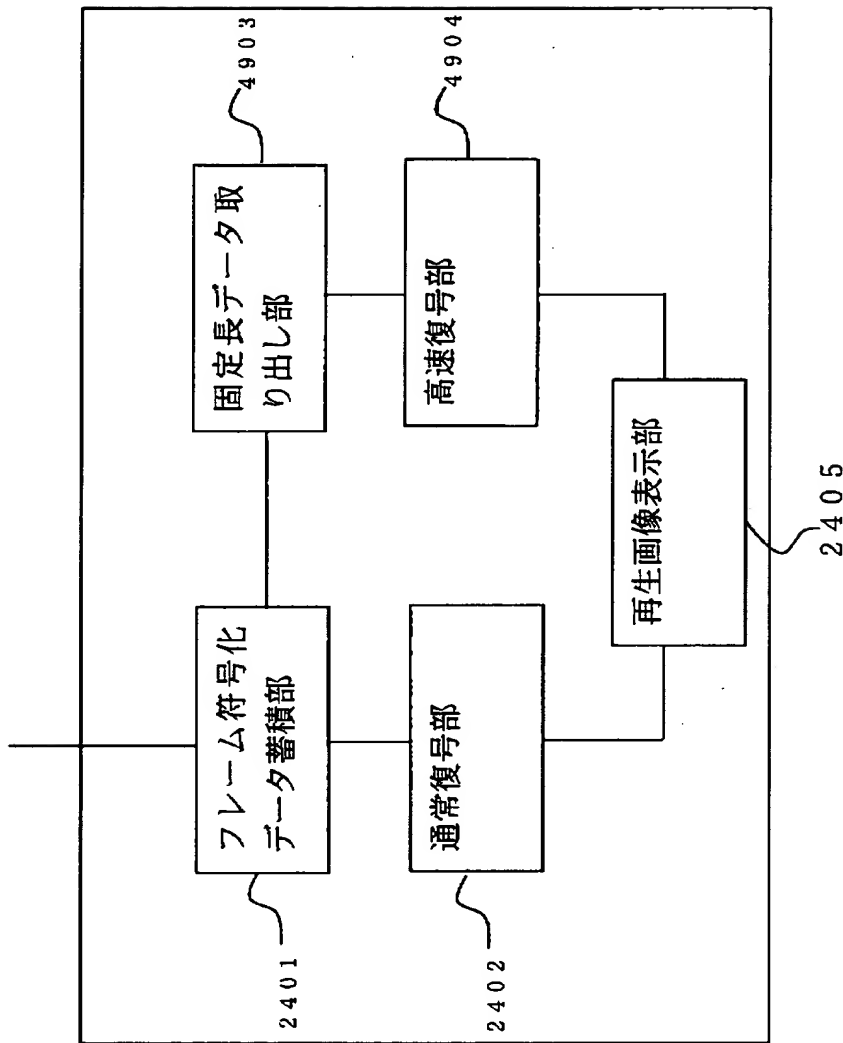 フレーム符号化
データ蓄積部
2401
固定長データ取
り出し部
4903
通常復号部
2402
高速復号部
4904
再生画像表示部
2405